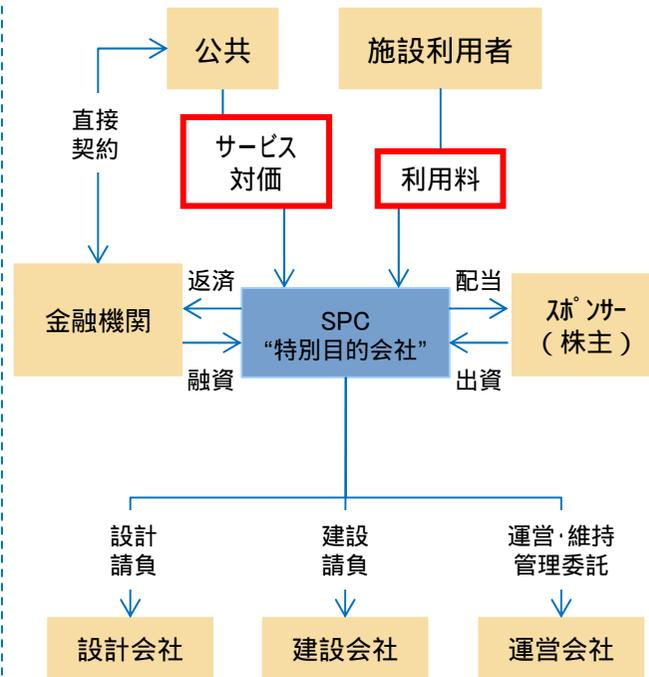 公共
施設利用者
直接
契約
サービス
対価
利用料
金融機関
返済
融資
SPC
“特別目的会社”
配当
出資
スポンサー
(株主)
設計
請負
建設
請負
運営・維持
管理委託
設計会社
建設会社
運営会社